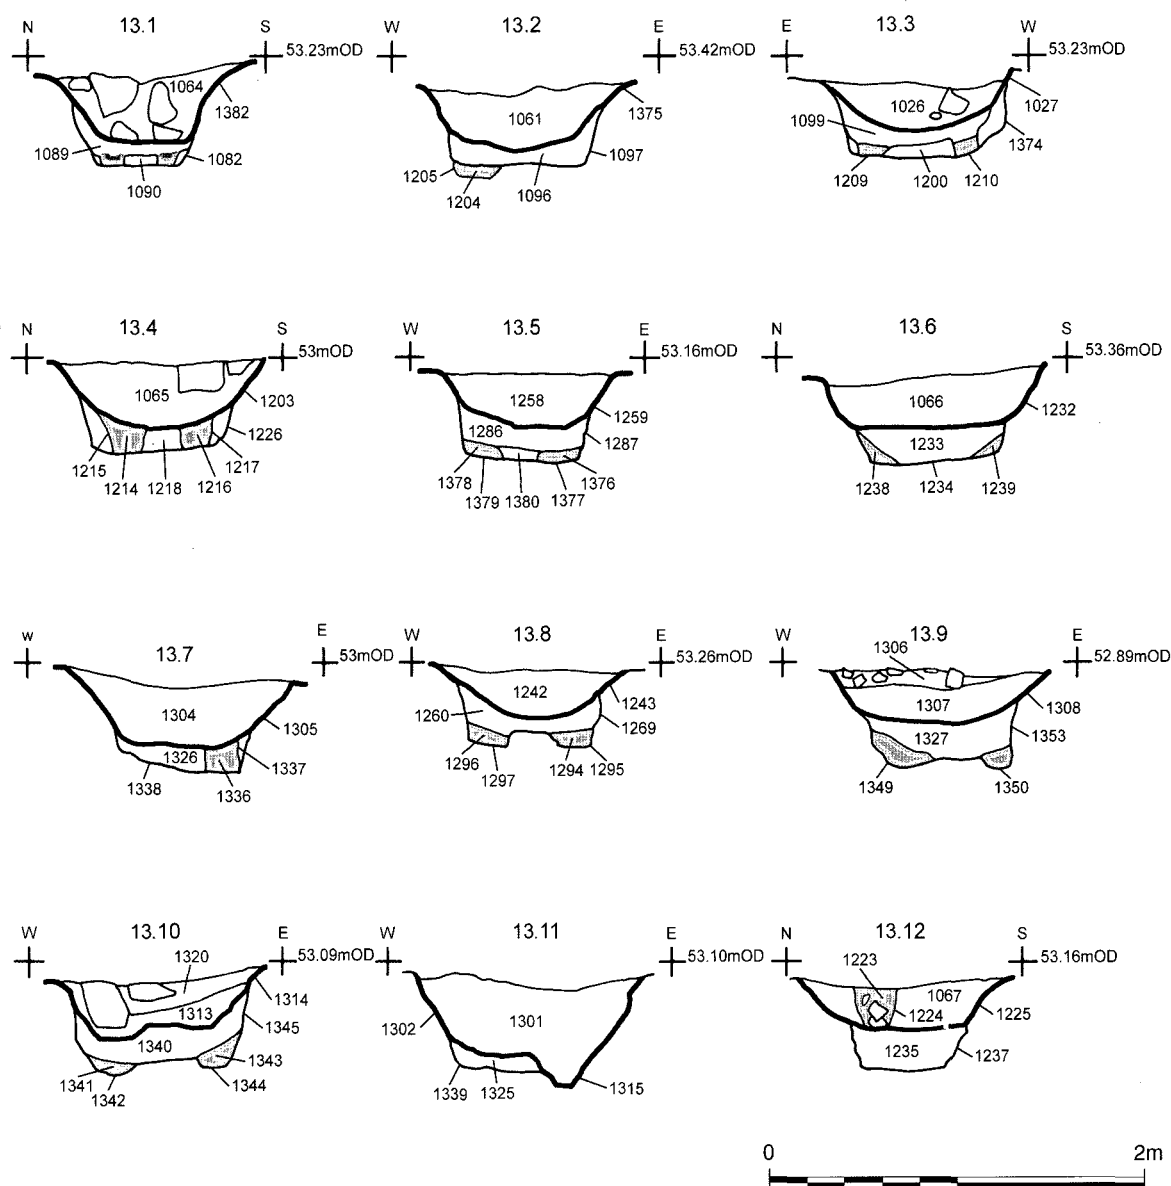 N 13.1 S 53.23mOD
1064
1382
1089 1082
1090
W 13.2 E 53.42mOD
1375
1061
1097
1205
1204 1096
E 13.3 W 53.23mOD
1026 1027
1099
1374
1209 1200 1210
N 13.4 S 53mOD
1065 1203
1226
1215 1217
1214 1218 1216
W 13.5 E 53.16mOD
1258 1259
1286 1287
1378 1376
1379 1380 1377
N 13.6 S 53.36mOD
1066 1232
1233
1238 1234 1239
w 13.7 E 53mOD
1304 1305
1326 1337
1338 1336
W 13.8 E 53.26mOD
1242 1243
1260 1269
1296 1294 1295
1297
W 13.9 E 52.89mOD
1306
1307 1308
1327 1353
1349 1350
W 13.10 E 53.09mOD
1320
1314
1313 1345
1340
1341 1343
1342 1344
W 13.11 E 53.10mOD
1302 1301
1339 1325 1315
N 13.12 S 53.16mOD
1223
1067
1224 1225
1235 1237
0 2m